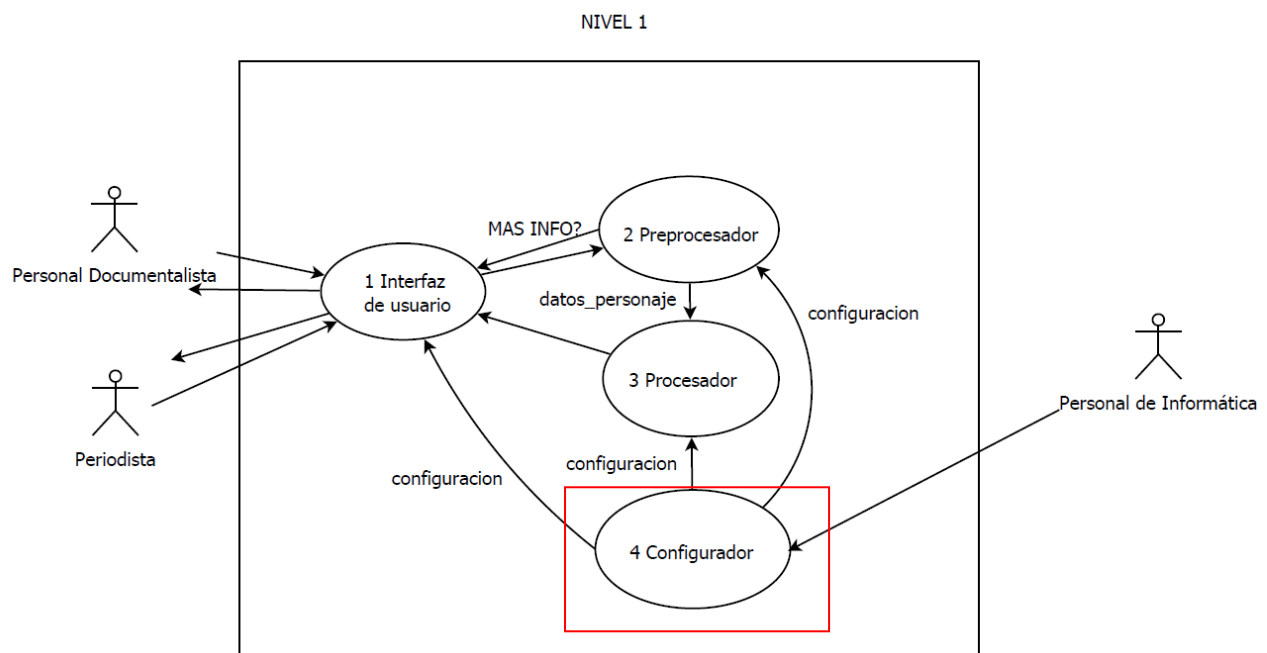 NIVEL 1
MAS INFO?
2 Preprocesador
Personal Documentalista
1 Interfaz
de usuario
datos_personaje
configuracion
3 Procesador
Personal de Informática
Periodista
configuracion
configuracion
4 Configurador